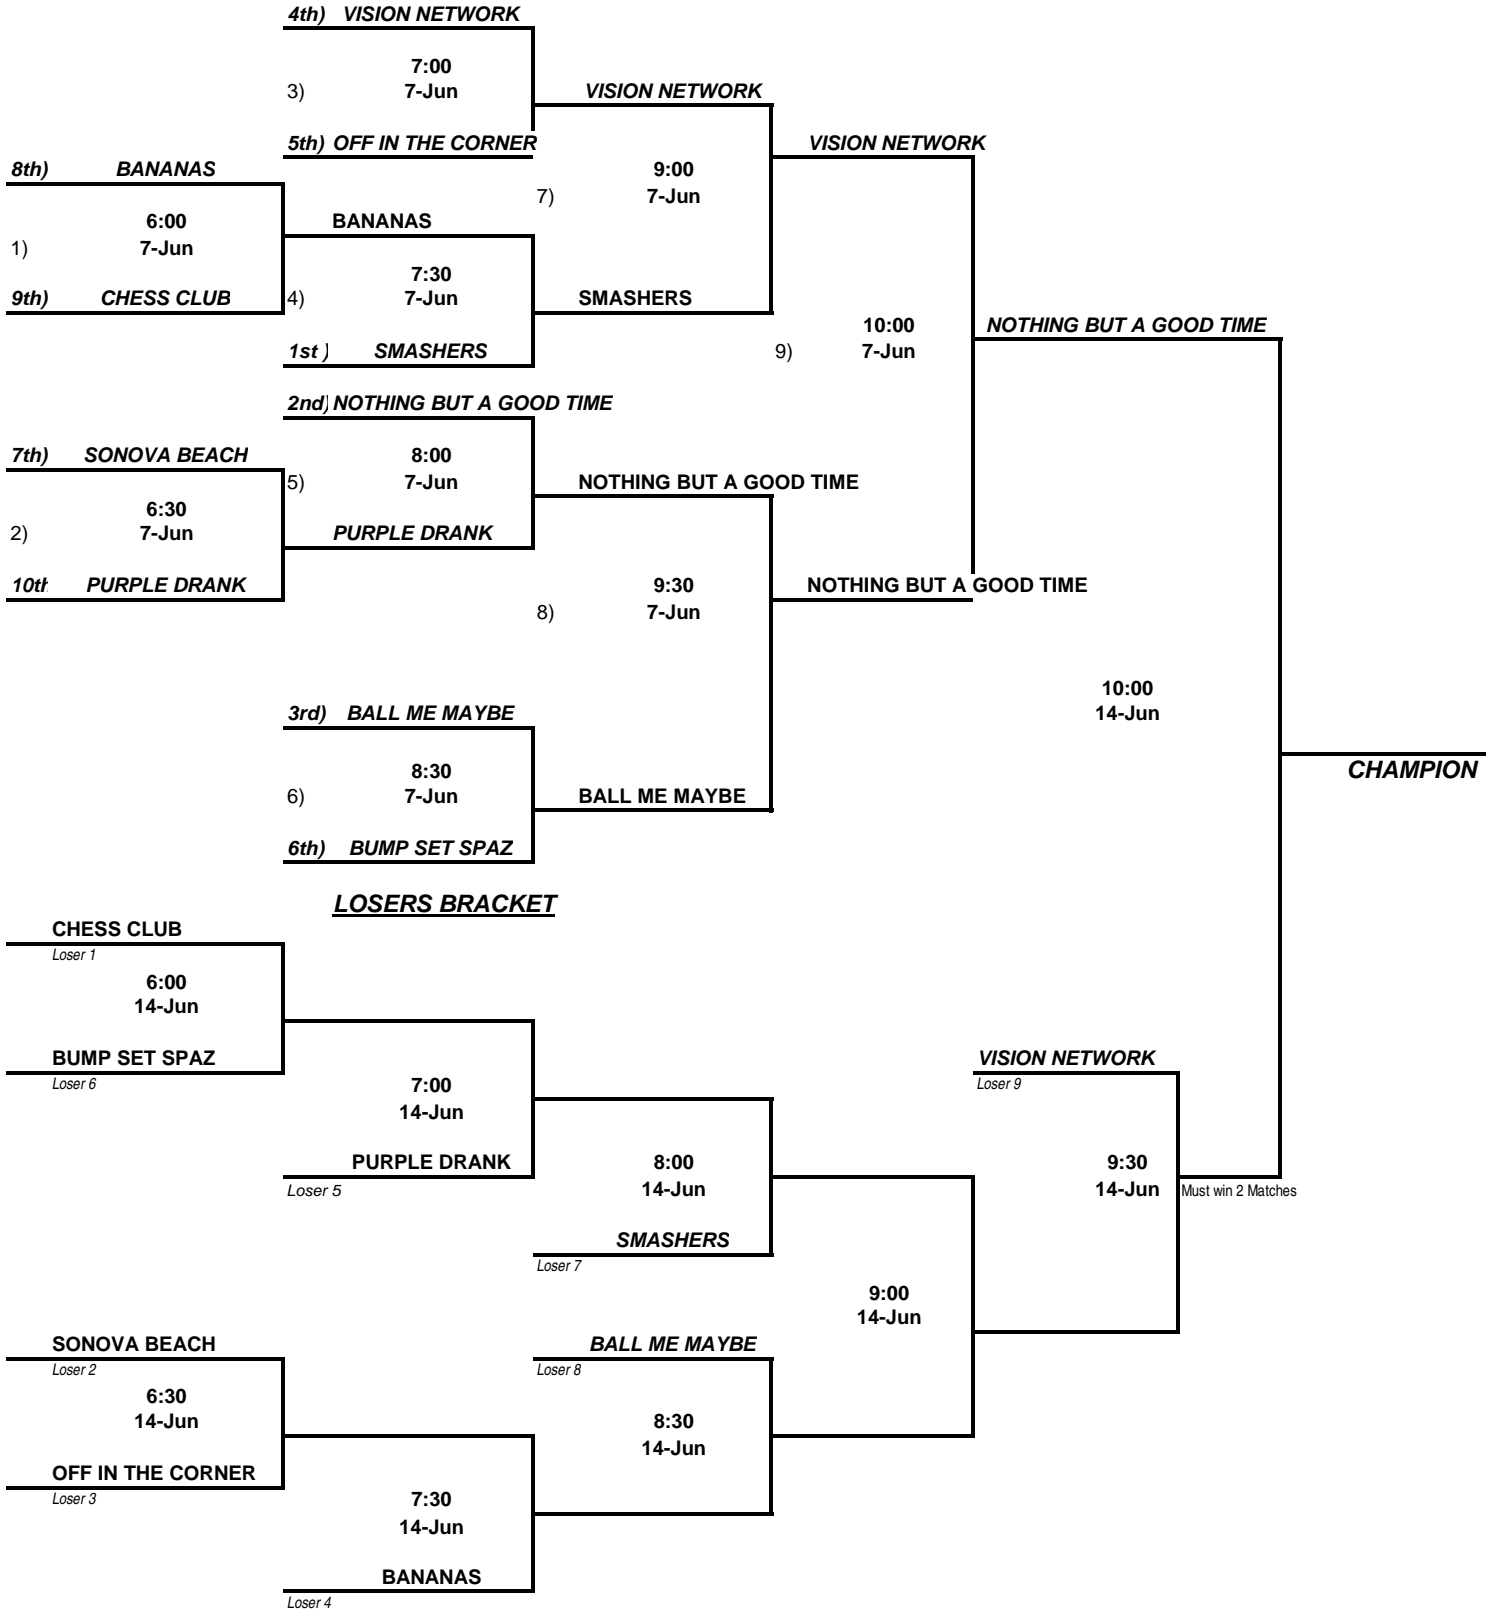 4th) VISION NETWORK
7:00
3) 7-Jun
VISION NETWORK
5th) OFF IN THE CORNER
VISION NETWORK
8th) BANANAS
9:00
7) 7-Jun
6:00
BANANAS
1) 7-Jun
7:30
9th) CHESS CLUB
4) 7-Jun
SMASHERS
10:00
NOTHING BUT A GOOD TIME
1st ) SMASHERS
9) 7-Jun
2nd) NOTHING BUT A GOOD TIME
7th) SONOVA BEACH
8:00
5) 7-Jun
NOTHING BUT A GOOD TIME
6:30
2) 7-Jun
PURPLE DRANK
10th PURPLE DRANK
9:30
NOTHING BUT A GOOD TIME
8) 7-Jun
10:00
14-Jun
3rd) BALL ME MAYBE
8:30
CHAMPION
6) 7-Jun
BALL ME MAYBE
6th) BUMP SET SPAZ
LOSERS BRACKET
CHESS CLUB
Loser 1
6:00
14-Jun
BUMP SET SPAZ
VISION NETWORK
Loser 6
Loser 9
7:00
14-Jun
PURPLE DRANK
8:00
9:30
Loser 5
14-Jun
14-Jun Must win 2 Matches
SMASHERS
Loser 7
9:00
14-Jun
SONOVA BEACH
BALL ME MAYBE
Loser 2
Loser 8
6:30
14-Jun
8:30
14-Jun
OFF IN THE CORNER
Loser 3
7:30
14-Jun
BANANAS
Loser 4